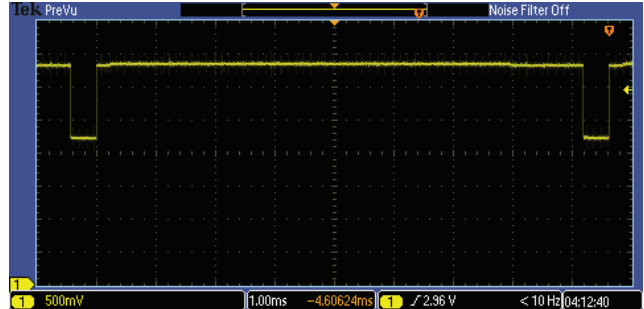 Tek PreVu Noise Filter Off
T
T
1
1 500mV 1.00ms −4.60624ms 1 2.96 V < 10 Hz 04:12:40